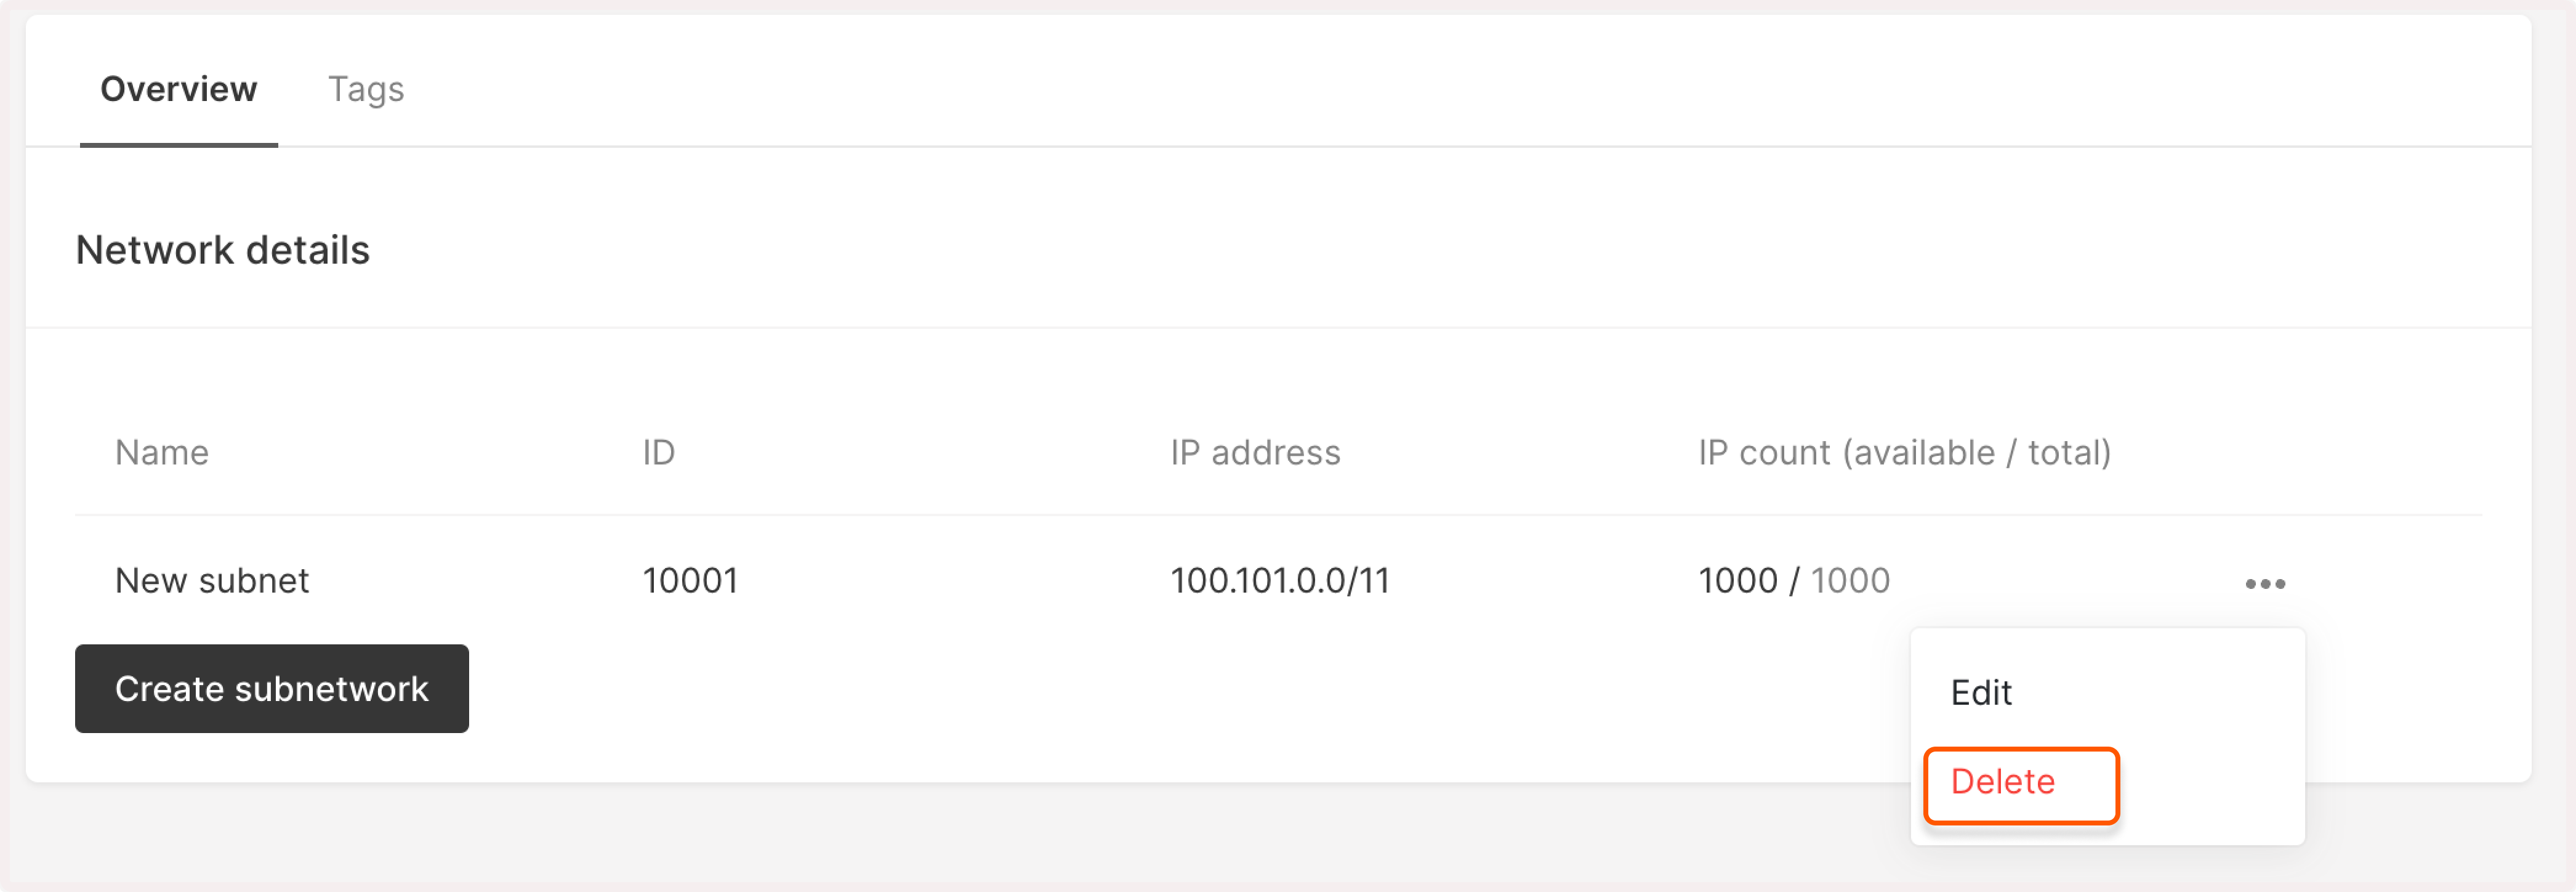 Overview Tags
Network details
Name ID IP address IP count (available / total)
New subnet 10001 100.101.0.0/11 1000 / 1000
Create subnetwork
Edit
Delete